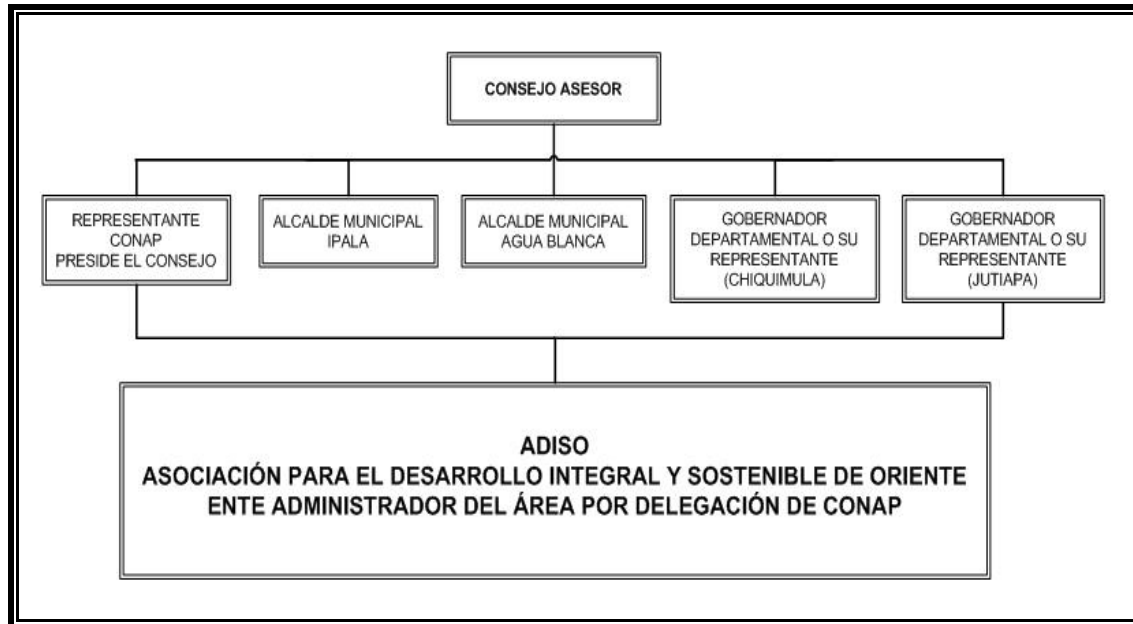 CONSEJO ASESOR
REPRESENTANTE
CONAP
PRESIDE EL CONSEJO
ALCALDE MUNICIPAL
IPALA
ALCALDE MUNICIPAL
AGUA BLANCA
GOBERNADOR
DEPARTAMENTAL O SU
REPRESENTANTE
(CHIQUIMULA)
GOBERNADOR
DEPARTAMENTAL O SU
REPRESENTANTE
(JUTIAPA)
ADISO
ASOCIACIÓN PARA EL DESARROLLO INTEGRAL Y SOSTENIBLE DE ORIENTE
ENTE ADMINISTRADOR DEL ÁREA POR DELEGACIÓN DE CONAP